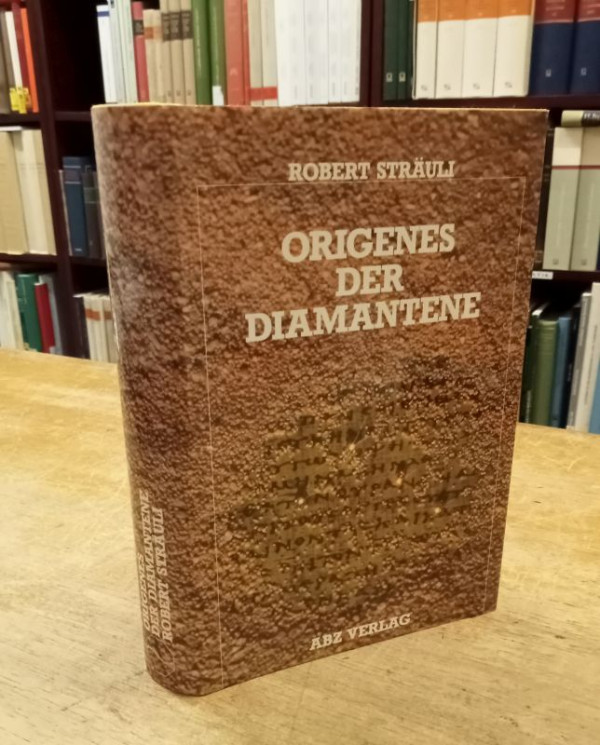 ROBERT STRÄULI
ORIGENES
DER
DIAMANTENE
ABZ VERLAG
ORIGENES
DER DIAMANTENE
ROBERT STRÄULI